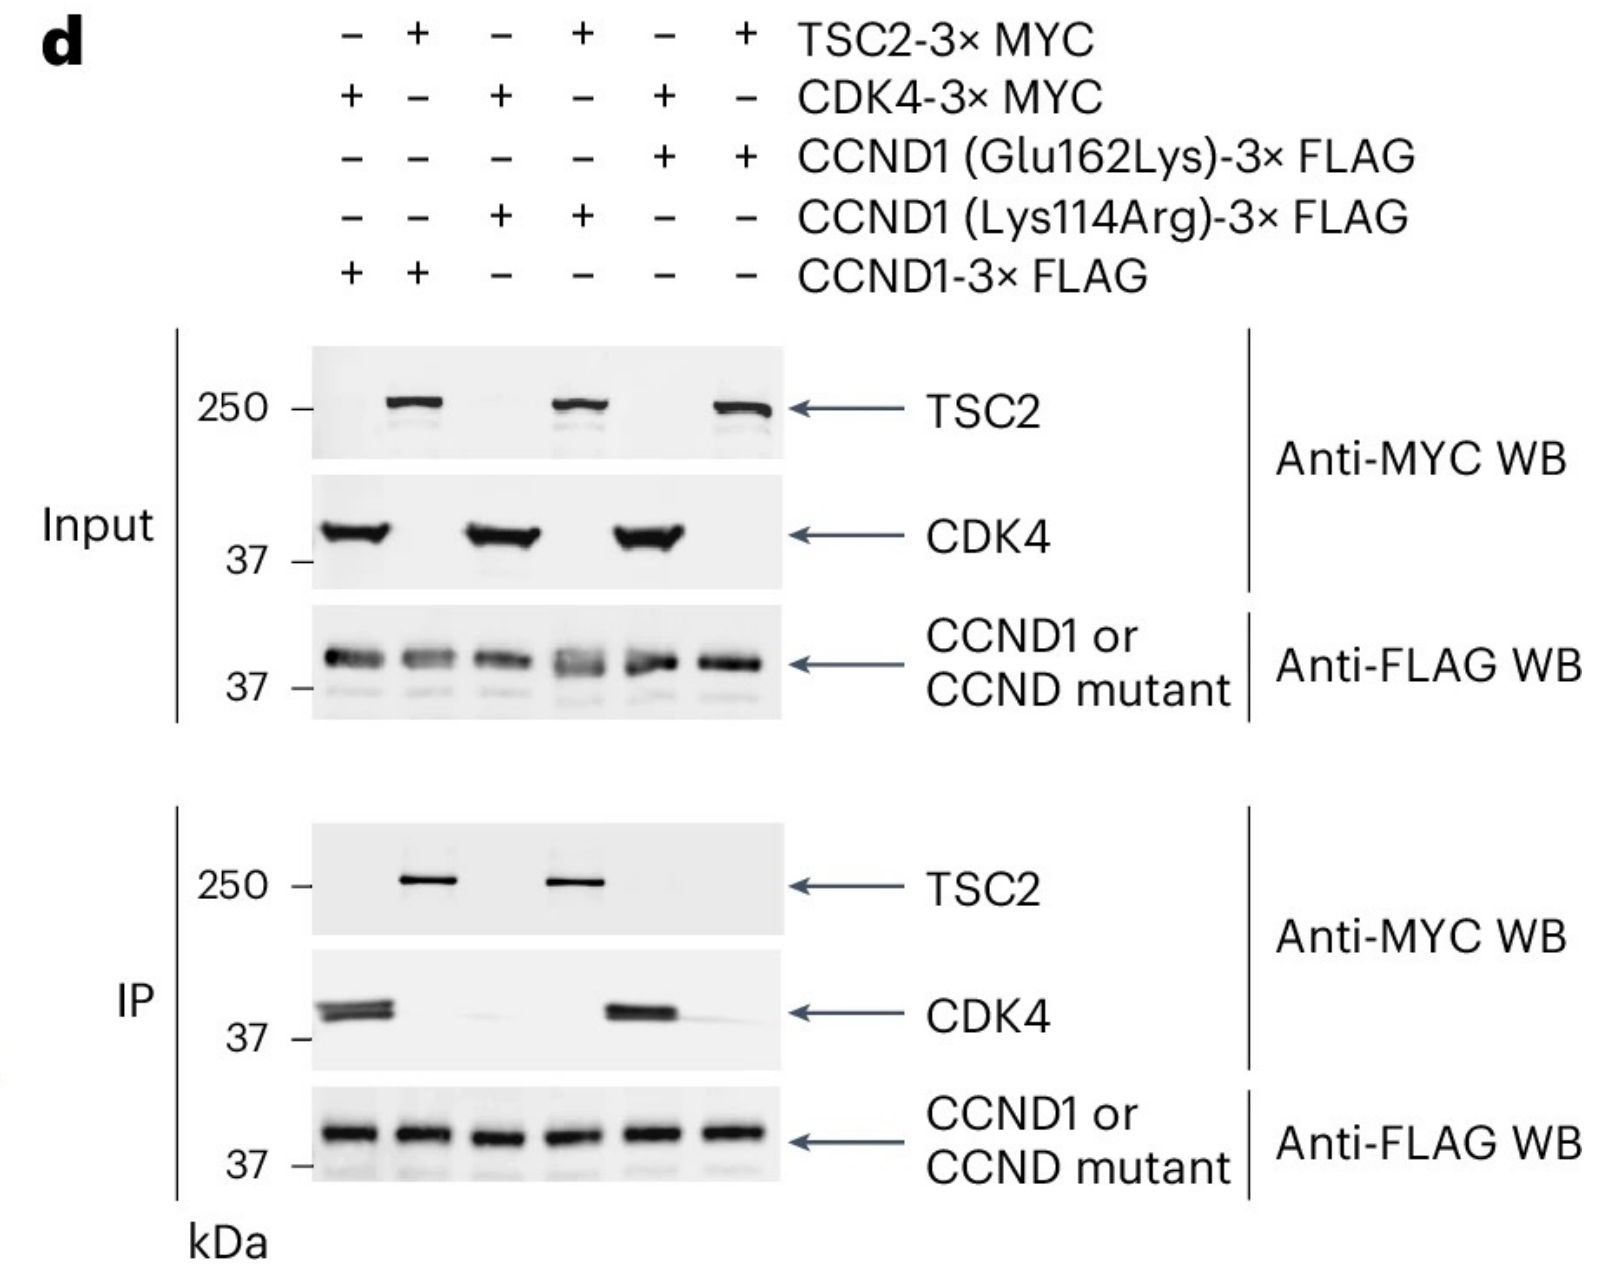 d
− + − + − + TSC2-3× MYC
+ − + − + − CDK4-3× MYC
− − − − + + CCND1 (Glu162Lys)-3× FLAG
− − + + − − CCND1 (Lys114Arg)-3× FLAG
+ + − − − − CCND1-3× FLAG
Input
250
TSC2
37
CDK4
Anti-MYC WB
37
CCND1 or
CCND mutant
Anti-FLAG WB
IP
250
TSC2
37
CDK4
Anti-MYC WB
37
CCND1 or
CCND mutant
Anti-FLAG WB
kDa